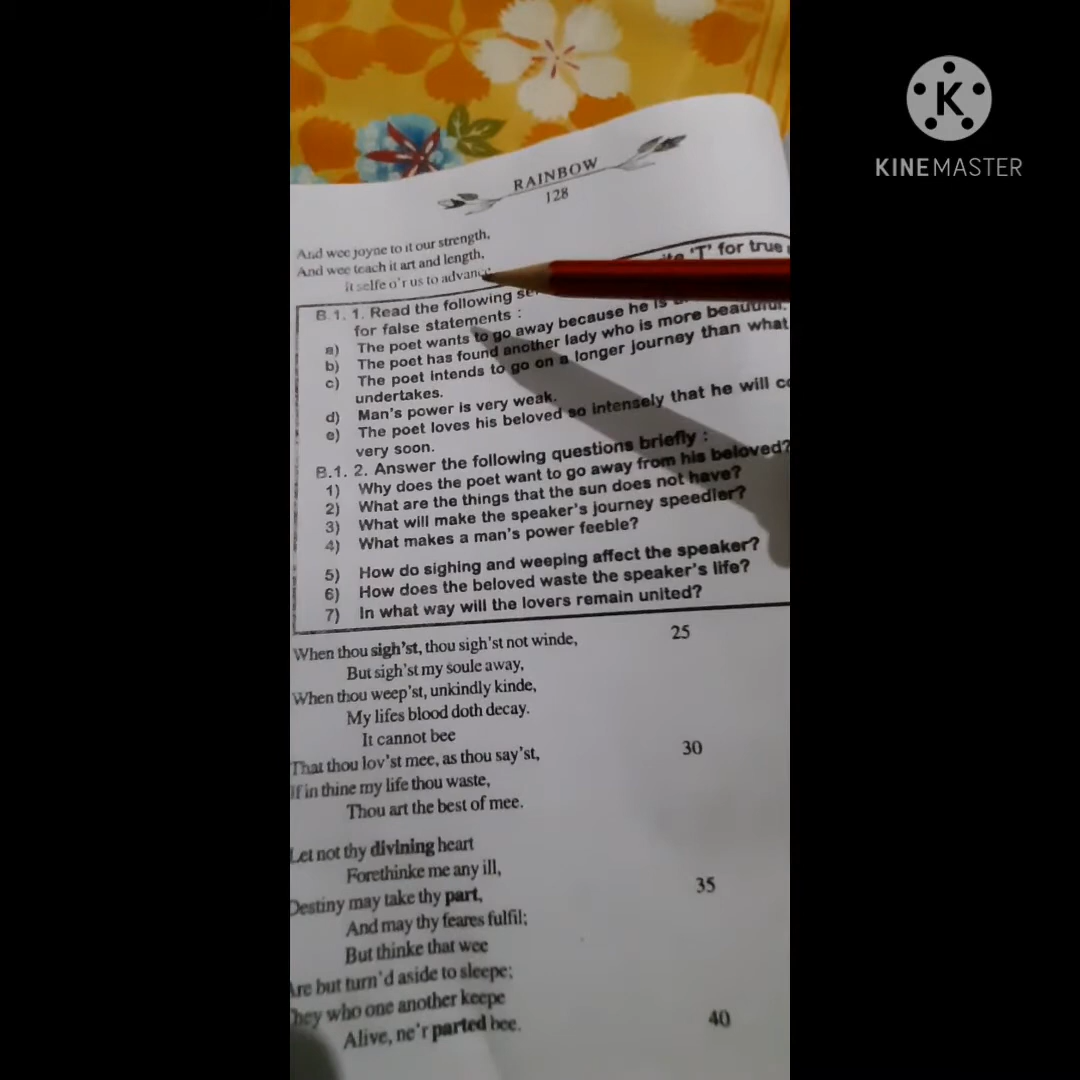 KINEMASTER
RAINBOW
128
And wee joyne to it our strength,
And wee teach it art and length,
It selfe o'r us to advance.
'T' for true
B.1. 1. Read the following
for false statements :
a) The poet wants to go away because he is
b) The poet has found another lady who is more beautiful.
c) The poet intends to go on a longer journey than what
undertakes.
d) Man's power is very weak.
e) The poet loves his beloved so intensely that he will
very soon.
B.1. 2. Answer the following questions briefly :
1) Why does the poet want to go away from his beloved?
2) What are the things that the sun does not have?
3) What will make the speaker's journey speedier?
4) What makes a man's power feeble?
5) How do sighing and weeping affect the speaker?
6) How does the beloved waste the speaker's life?
7) In what way will the lovers remain united?
When thou sigh'st, thou sigh'st not winde, 25
But sigh'st my soule away,
When thou weep'st, unkindly kinde,
My lifes blood doth decay.
It cannot bee
That thou lov'st mee, as thou say'st, 30
If in thine my life thou waste,
Thou art the best of mee.
Let not thy divining heart
Forethinke me any ill,
Destiny may take thy part, 35
And may thy feares fulfil;
But thinke that wee
Are but turn'd aside to sleepe;
They who one another keepe
Alive, ne'r parted bee. 40